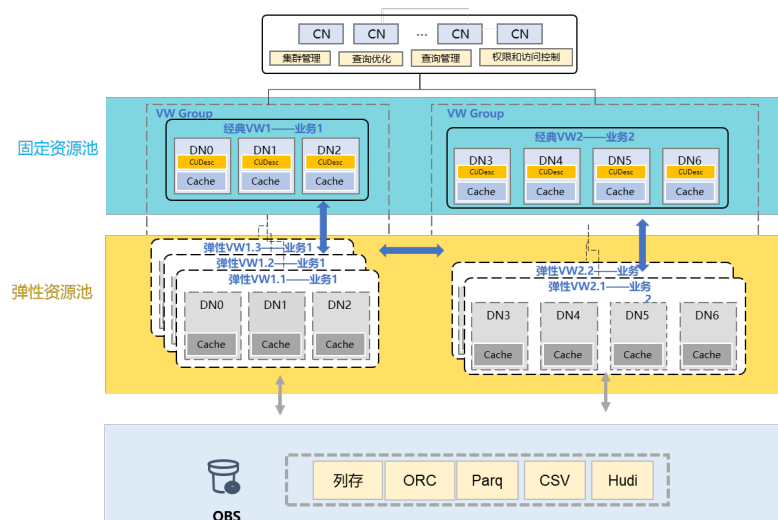 CN CN ... CN CN
集群管理 查询优化 查询管理 权限和访问控制
固定资源池
VW Group VW Group
经典VW1——业务1
DN0 DN1 DN2
CUDesc CUDesc CUDesc
Cache Cache Cache
经典VW2——业务2
DN3 DN4 DN5 DN6
CUDesc CUDesc CUDesc CUDesc
Cache Cache Cache Cache
弹性资源池
弹性VW1.3——业务1
弹性VW1.2——业务1
弹性VW1.1——业务1
DN0 DN1 DN2
Cache Cache Cache
弹性VW2.2——业务
弹性VW2.1——业务
2
DN3 DN4 DN5 DN6
Cache Cache Cache Cache
列存 ORC Parq CSV Hudi
OBS